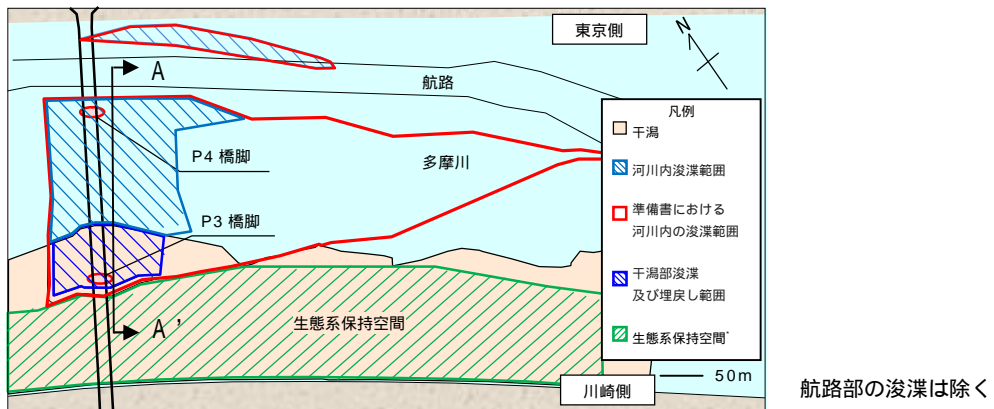 東京側
N
A
航路
凡例
干潟
P4 橋脚
多摩川
河川内浚渫範囲
準備書における
河川内の浚渫範囲
P3 橋脚
干潟部浚渫
及び埋戻し範囲
A'
生態系保持空間
生態系保持空間*
50m
川崎側
航路部の浚渫は除く